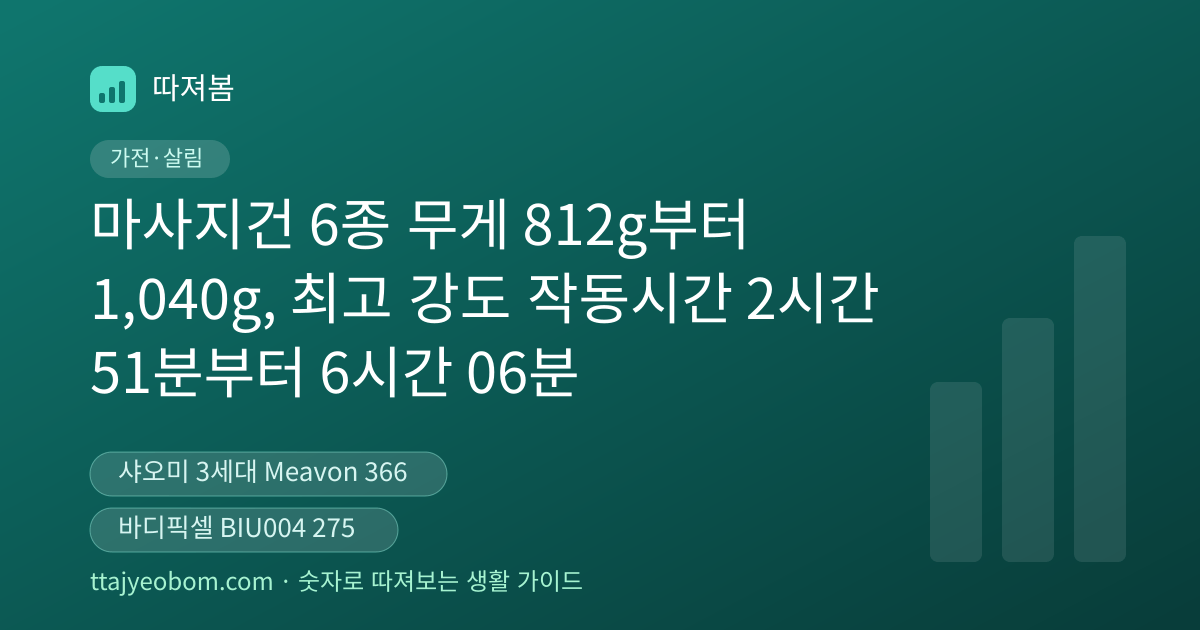 따져봄
가전·살림
마사지건 6종 무게 812g부터
1,040g, 최고 강도 작동시간 2시간
51분부터 6시간 06분
샤오미 3세대 Meavon 366
바디픽셀 BIU004 275
ttajyeobom.com · 숫자로 따져보는 생활 가이드